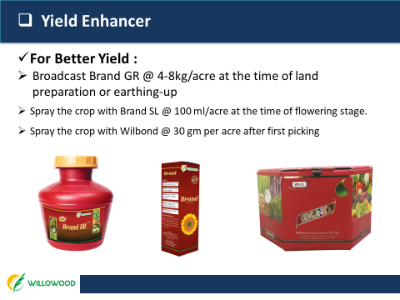 ❑ Yield Enhancer
✓For Better Yield :
➢ Broadcast Brand GR @ 4-8kg/acre at the time of land
preparation or earthing-up
➢ Spray the crop with Brand SL @ 100 ml/acre at the time of flowering stage.
➢ Spray the crop with Wilbond @ 30 gm per acre after first picking
Brand
Brand
WILLOWOOD